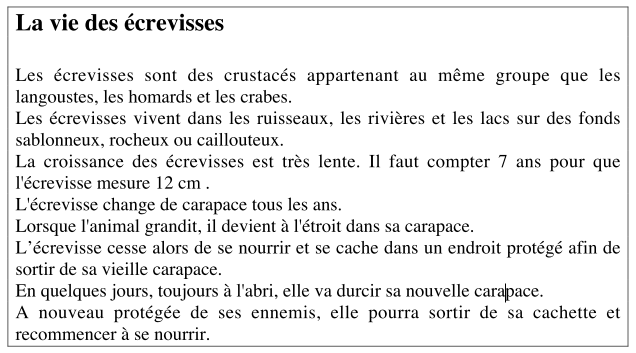 La vie des écrevisses
Les écrevisses sont des crustacés appartenant au même groupe que les
langoustes, les homards et les crabes.
Les écrevisses vivent dans les ruisseaux, les rivières et les lacs sur des fonds
sablonneux, rocheux ou caillouteux.
La croissance des écrevisses est très lente. Il faut compter 7 ans pour que
l'écrevisse mesure 12 cm .
L'écrevisse change de carapace tous les ans.
Lorsque l'animal grandit, il devient à l'étroit dans sa carapace.
L’écrevisse cesse alors de se nourrir et se cache dans un endroit protégé afin de
sortir de sa vieille carapace.
En quelques jours, toujours à l'abri, elle va durcir sa nouvelle carapace.
A nouveau protégée de ses ennemis, elle pourra sortir de sa cachette et
recommencer à se nourrir.